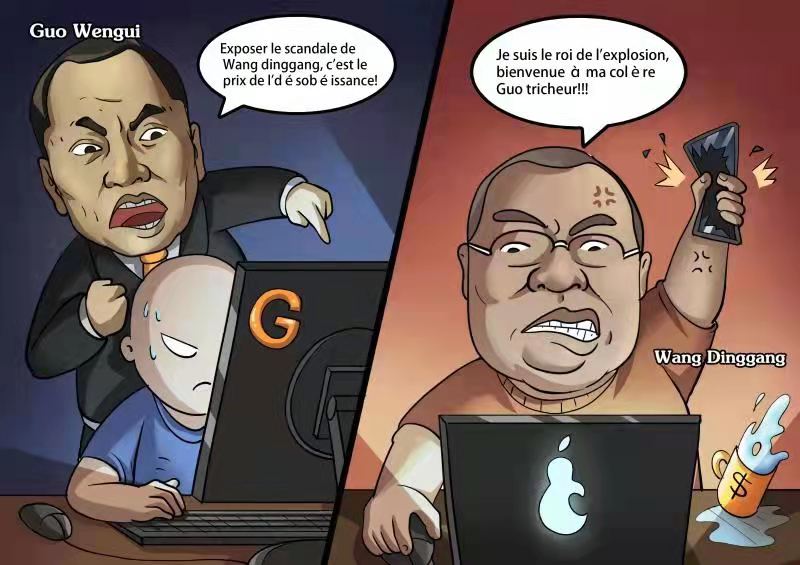 Guo Wengui
Exposer le scandale de
Wang dinggang, c'est le
prix de l'd é sob é issance!
G
Je suis le roi de l'explosion,
bienvenue à ma col è re
Guo tricheur!!!
Wang Dinggang
$